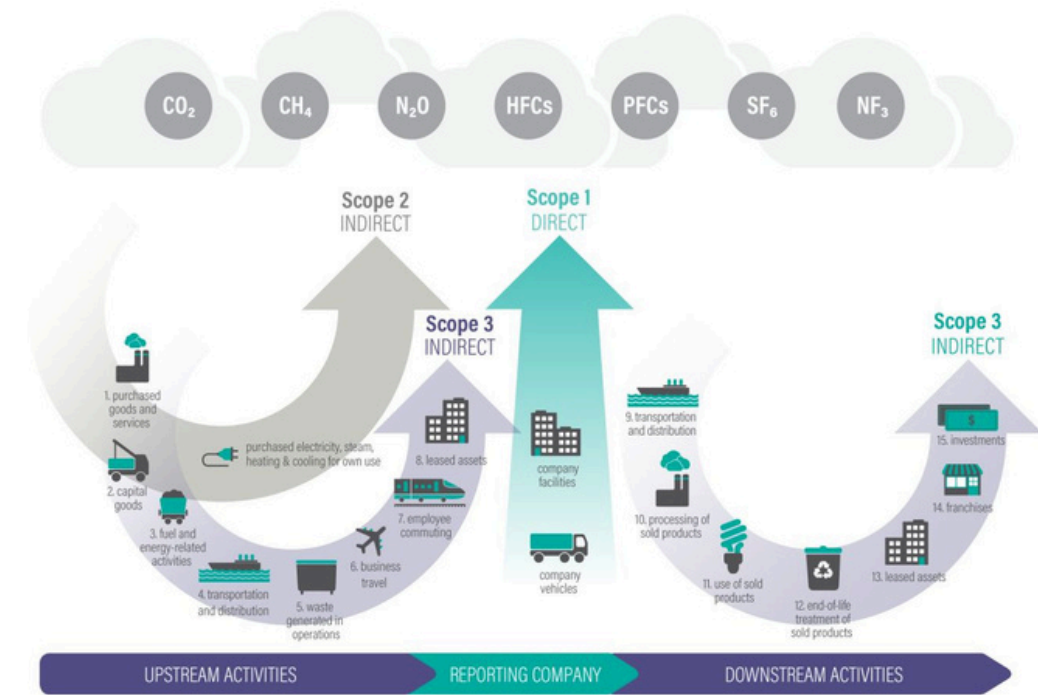 CO₂
CH₄
N₂O
HFCs
PFCs
SF₆
NF₃
Scope 2
INDIRECT
Scope 1
DIRECT
Scope 3
INDIRECT
Scope 3
INDIRECT
1. purchased
goods and
services
2. capital
goods
3. fuel and
energy-related
activities
4. transportation
and distribution
5. waste
generated in
operations
6. business
travel
7. employee
commuting
8. leased assets
purchased electricity, steam,
heating & cooling for own use
company
facilities
company
vehicles
9. transportation
and distribution
10. processing of
sold products
11. use of sold
products
12. end-of-life
treatment of
sold products
13. leased assets
14. franchises
15. investments
$
UPSTREAM ACTIVITIES
REPORTING COMPANY
DOWNSTREAM ACTIVITIES